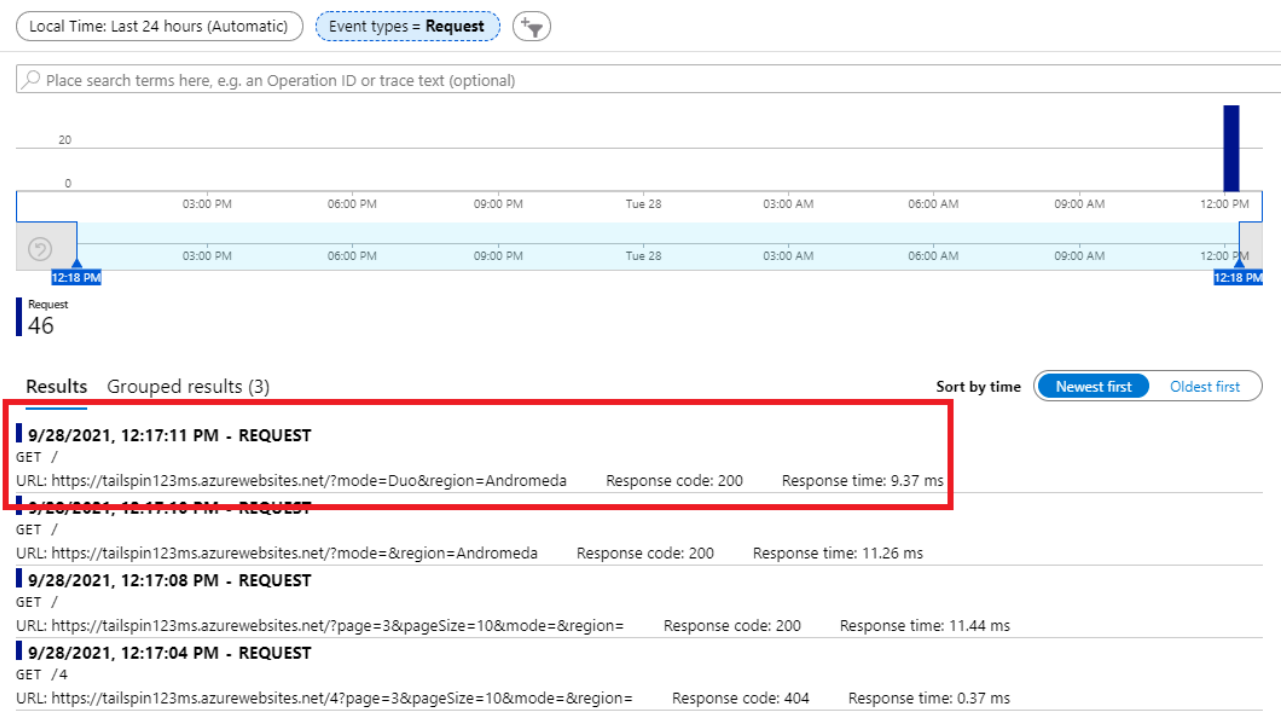 Local Time: Last 24 hours (Automatic) Event types = Request
Place search terms here, e.g. an Operation ID or trace text (optional)
20
0
03:00 PM 06:00 PM 09:00 PM Tue 28 03:00 AM 06:00 AM 09:00 AM 12:00 PM
03:00 PM 06:00 PM 09:00 PM Tue 28 03:00 AM 06:00 AM 09:00 AM 12:00 PM
12:18 PM 12:18 PM
Request
46
Results Grouped results (3) Sort by time Newest first Oldest first
9/28/2021, 12:17:11 PM - REQUEST
GET /
URL: https://tailspin123ms.azurewebsites.net/?mode=Duo&region=Andromeda Response code: 200 Response time: 9.37 ms
9/28/2021, 12:17:10 PM - REQUEST
GET /
URL: https://tailspin123ms.azurewebsites.net/?mode=&region=Andromeda Response code: 200 Response time: 11.26 ms
9/28/2021, 12:17:08 PM - REQUEST
GET /
URL: https://tailspin123ms.azurewebsites.net/?page=3&pageSize=10&mode=&region= Response code: 200 Response time: 11.44 ms
9/28/2021, 12:17:04 PM - REQUEST
GET /4
URL: https://tailspin123ms.azurewebsites.net/4?page=3&pageSize=10&mode=&region= Response code: 404 Response time: 0.37 ms